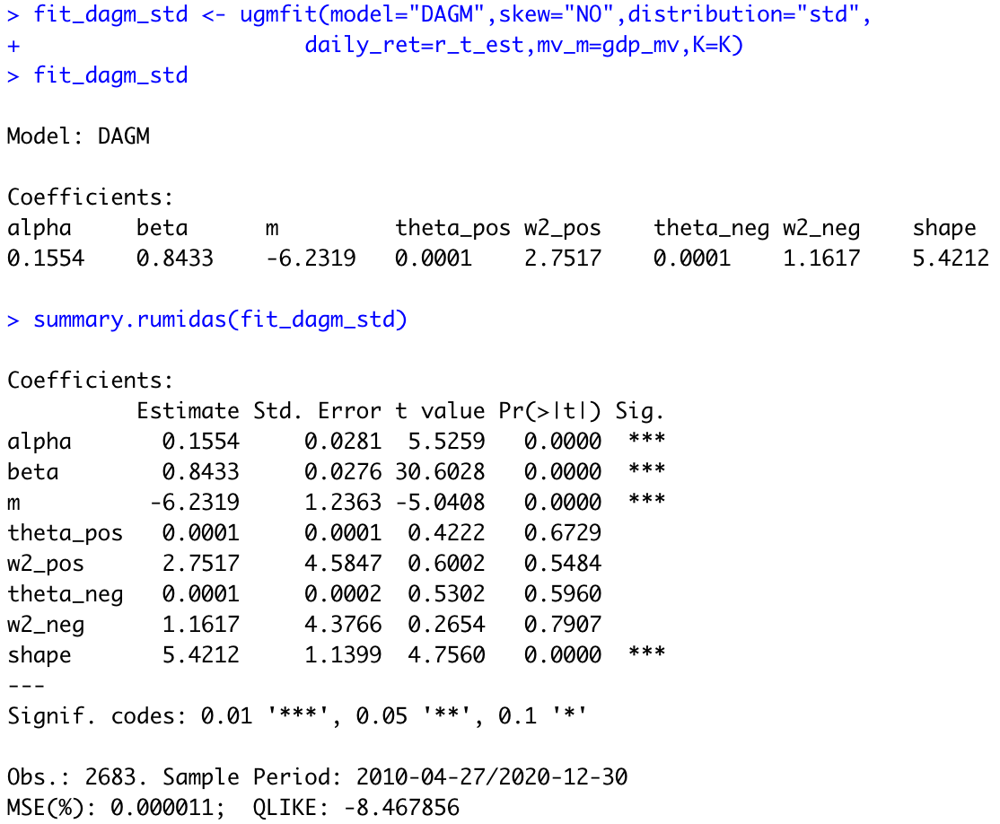 > fit_dagm_std <- ugmfit(model="DAGM",skew="NO",distribution="std",
+                      daily_ret=r_t_est,mv_m=gdp_mv,K=K)
> fit_dagm_std

Model: DAGM

Coefficients:
alpha     beta      m         theta_pos w2_pos    theta_neg w2_neg    shape
0.1554    0.8433    -6.2319   0.0001    2.7517    0.0001    1.1617    5.4212

> summary.rumidas(fit_dagm_std)

Coefficients:
          Estimate Std. Error t value Pr(>|t|) Sig.
alpha       0.1554     0.0281  5.5259   0.0000  ***
beta        0.8433     0.0276 30.6028   0.0000  ***
m          -6.2319     1.2363 -5.0408   0.0000  ***
theta_pos   0.0001     0.0001  0.4222   0.6729
w2_pos      2.7517     4.5847  0.6002   0.5484
theta_neg   0.0001     0.0002  0.5302   0.5960
w2_neg      1.1617     4.3766  0.2654   0.7907
shape       5.4212     1.1399  4.7560   0.0000  ***
---
Signif. codes: 0.01 '***', 0.05 '**', 0.1 '*'

Obs.: 2683. Sample Period: 2010-04-27/2020-12-30
MSE(%): 0.000011;  QLIKE: -8.467856